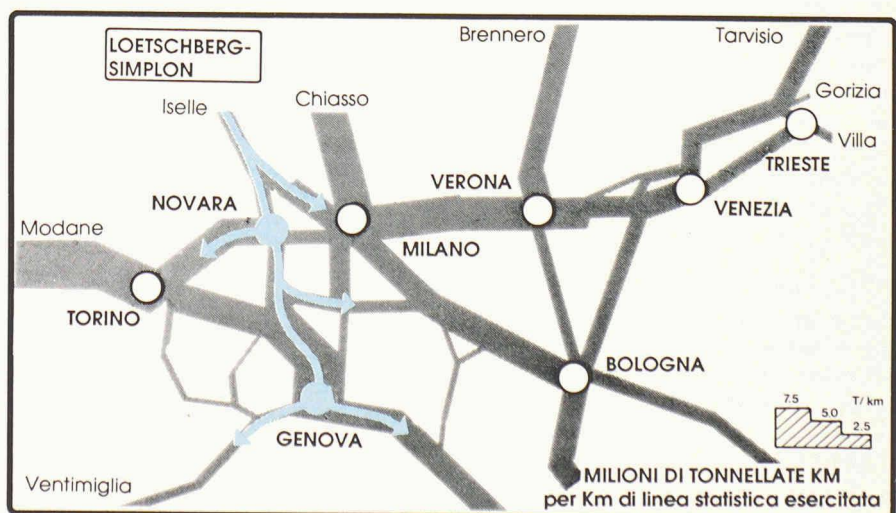 LOETSCHBERG-
SIMPLON
Brennero
Tarvisio
Iselle
Chiasso
Gorizia
Villa
TRIESTE
NOVARA
VERONA
VENEZIA
Modane
MILANO
TORINO
BOLOGNA
7.5
5.0
2.5
T/ km
GENOVA
Ventimiglia
MILIONI DI TONNELLATE KM
per Km di linea statistica esercitata